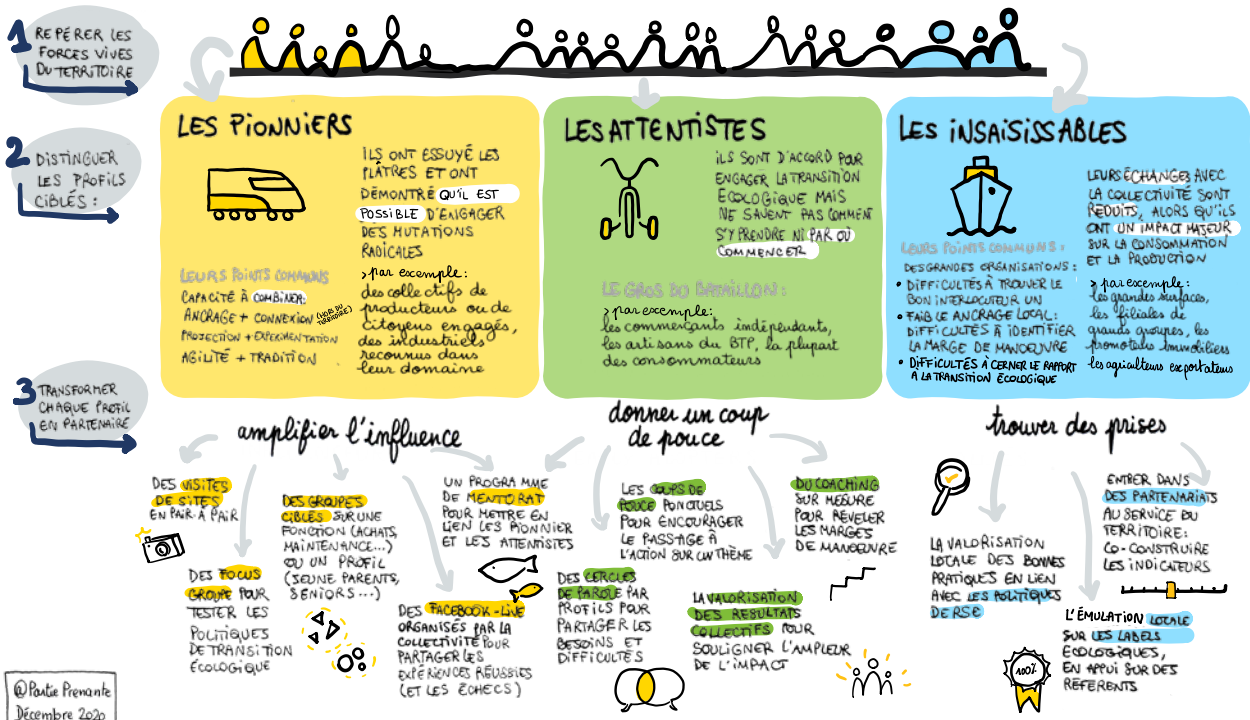 1 REPÉRER LES
FORCES VIVES
DU TERRITOIRE
2 DISTINGUER
LES PROFILS
CIBLÉS :
3 TRANSFORMER
CHAQUE PROFIL
EN PARTENAIRE
LES PIONNIERS
ILS ONT ESSUYÉ LES
PLÂTRES ET ONT
DÉMONTRÉ QU'IL EST
POSSIBLE D'ENGAGER
DES MUTATIONS
RADICALES
LEURS POINTS COMMUNS
CAPACITÉ À COMBINER:
ANCRAGE + CONNEXION (HORS DU
TERRITOIRE)
PROJECTION + EXPERIMENTATION
AGILITÉ + TRADITION
> par exemple:
des collectifs de
producteurs ou de
citoyens engagés,
des industriels
reconnus dans
leur domaine
LES ATTENTISTES
ILS SONT D'ACCORD POUR
ENGAGER LA TRANSITION
ECOLOGIQUE MAIS
NE SAVENT PAS COMMENT
S'Y PRENDRE NI PAR OÙ
COMMENCER
LE GROS DU BATAILLON :
> par exemple:
les commerçants indépendants,
les artisans du BTP, la plupart
des consommateurs
LES INSAISISSABLES
LEURS ÉCHANGES AVEC
LA COLLECTIVITÉ SONT
REDUITS, ALORS QU'ILS
ONT UN IMPACT MAJEUR
SUR LA CONSOMMATION
ET LA PRODUCTION
LEURS POINTS COMMUNS :
DES GRANDES ORGANISATIONS :
• DIFFICULTÉS À TROUVER LE
BON INTERLOCUTEUR UN
• FAIBLE ANCRAGE LOCAL :
DIFFICULTÉS À IDENTIFIER
LA MARGE DE MANOEUVRE
• DIFFICULTÉS À CERNER LE RAPPORT
À LA TRANSITION ÉCOLOGIQUE
> par exemple:
les grandes surfaces,
les filiales de
grands groupes, les
promoteurs immobiliers
les agriculteurs exportateurs
amplifier l'influence
DES VISITES
DE SITES
EN PAIR À PAIR
DES FOCUS
GROUPE POUR
TESTER LES
POLITIQUES
DE TRANSITION
ÉCOLOGIQUE
DES GROUPES
CIBLÉS SUR UNE
FONCTION (ACHATS,
MAINTENANCE...)
OU UN PROFIL
(JEUNE PARENTS,
SENIORS...)
DES FACEBOOK-LIVE
ORGANISÉS PAR LA
COLLECTIVITÉ POUR
PARTAGER LES
EXPÉRIENCES RÉUSSIES
(ET LES ÉCHECS)
UN PROGRAMME
DE MENTORAT
POUR METTRE EN
LIEN LES PIONNIER
ET LES ATTENTISTES
donner un coup
de pouce
DES CERCLES
DE PAROLE PAR
PROFILS POUR
PARTAGER LES
BESOINS ET
DIFFICULTÉS
LES COUPS DE
POUCE PONCTUELS
POUR ENCOURAGER
LE PASSAGE À
L'ACTION SUR UN THÈME
LA VALORISATION
DES RESULTATS
COLLECTIFS POUR
SOULIGNER L'AMPLEUR
DE L'IMPACT
DU COACHING
SUR MESURE
POUR RÉVELER
LES MARGES
DE MANOEUVRE
trouver des prises
LA VALORISATION
LOCALE DES BONNES
PRATIQUES EN LIEN
AVEC LES POLITIQUES
DE RSE
ENTRER DANS
DES PARTENARIATS
AU SERVICE DU
TERRITOIRE:
CO-CONSTRUIRE
LES INDICATEURS
L'ÉMULATION LOCALE
SUR LES LABELS
ECOLOGIQUES,
EN APPUI SUR DES
RÉFERENTS
100%
@Partie Prenante
Décembre 2020